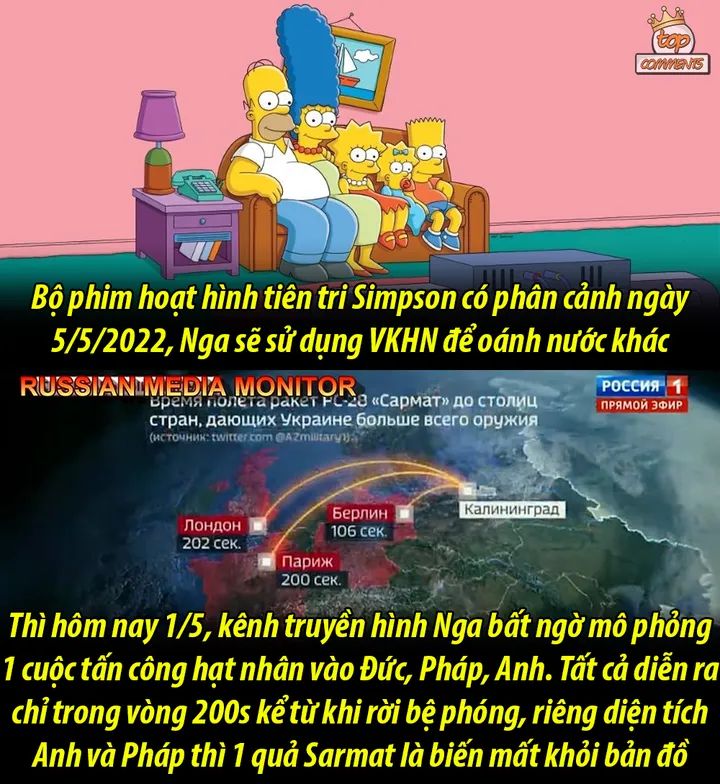 top
COMMENTS
Bộ phim hoạt hình tiên tri Simpson có phân cảnh ngày
5/5/2022, Nga sẽ sử dụng VKHN để oánh nước khác
RUSSIAN MEDIA MONITOR
РОССИЯ 1
ПРЯМОЙ ЭФИР
Время полета ракет РС-28 «Сармат» до столиц
стран, дающих Украине больше всего оружия
(источник: twitter.com @AZmilitary1)
Калининград
Берлин
106 сек.
Лондон
202 сек.
Париж
200 сек.
Thì hôm nay 1/5, kênh truyền hình Nga bất ngờ mô phỏng
1 cuộc tấn công hạt nhân vào Đức, Pháp, Anh. Tất cả diễn ra
chỉ trong vòng 200s kể từ khi rời bệ phóng, riêng diện tích
Anh và Pháp thì 1 quả Sarmat là biến mất khỏi bản đồ